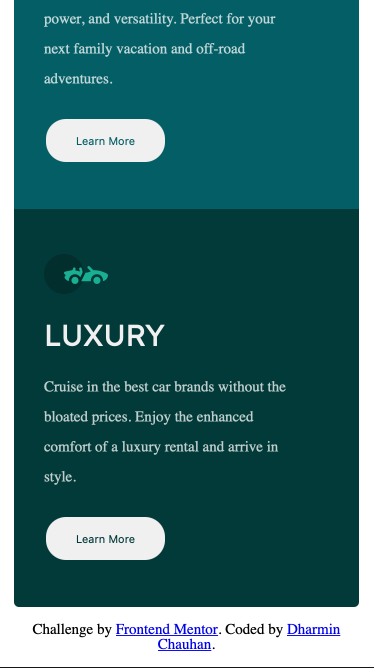 power, and versatility. Perfect for your
next family vacation and off-road
adventures.
Learn More
LUXURY
Cruise in the best car brands without the
bloated prices. Enjoy the enhanced
comfort of a luxury rental and arrive in
style.
Learn More
Challenge by Frontend Mentor. Coded by Dharmin
Chauhan.